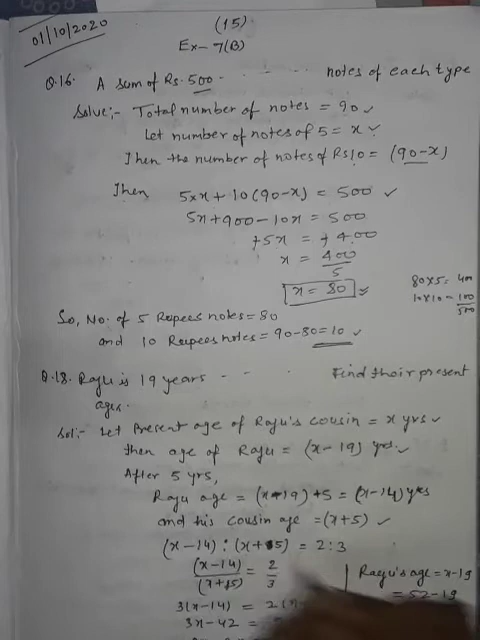 01/10/2020
(15)
Ex-7(B)
Q.16. A sum of Rs. 500 - - - - notes of each type
Solve:- Total number of notes = 90 ✓
Let number of notes of 5 = x ✓
Then the number of notes of Rs10 = (90-x)
Then 5xx + 10(90-x) = 500 ✓
5x+900-10x = 500
+5x = +400
x = 400/5
x = 80
80x5 = 400
10x10 = 100
500
So, No. of 5 Rupees notes = 80
and 10 Rupees notes = 90-80=10 ✓
Q.18. Raju is 19 years - - Find their present
ages.
Sol:- Let Present age of Raju's cousin = x yrs ✓
then age of Raju = (x-19) yrs. ✓
After 5 yrs,
Raju age = (x-19)+5 = (x-14) yrs
and his cousin age = (x+5) ✓
(x-14) : (x+5) = 2:3
(x-14)/(x+5) = 2/3
Raju's age = x-19
= 52-19
3(x-14) = 2(x
3x-42 =